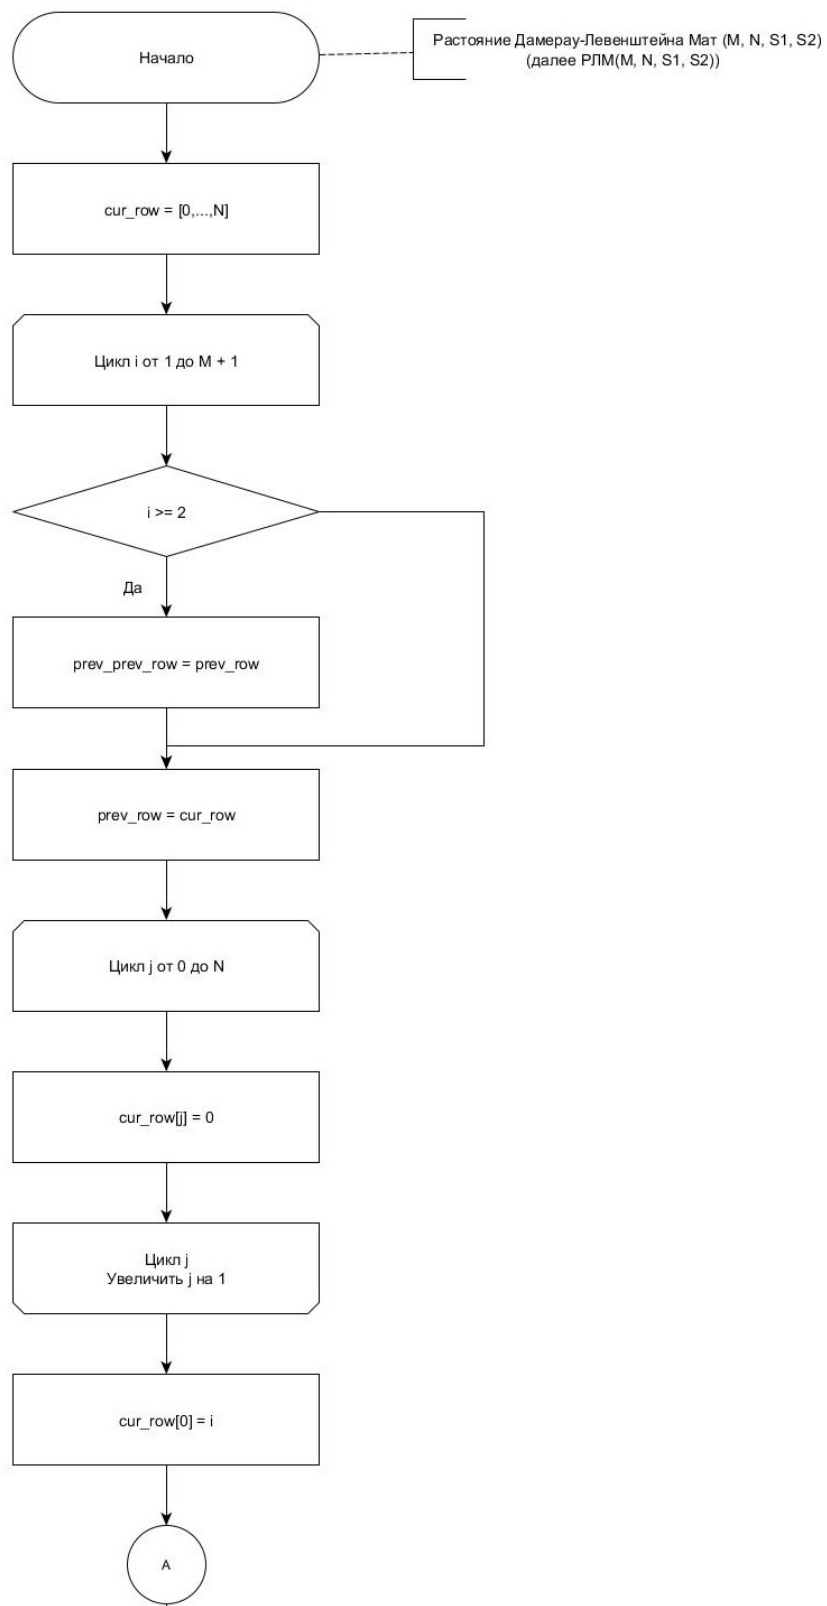 Начало
Растояние Дамерау-Левенштейна Мат (M, N, S1, S2)
(далее РЛМ(M, N, S1, S2))
cur_row = [0,...,N]
Цикл i от 1 до M + 1
i >= 2
Да
prev_prev_row = prev_row
prev_row = cur_row
Цикл j от 0 до N
cur_row[j] = 0
Цикл j
Увеличить j на 1
cur_row[0] = i
A